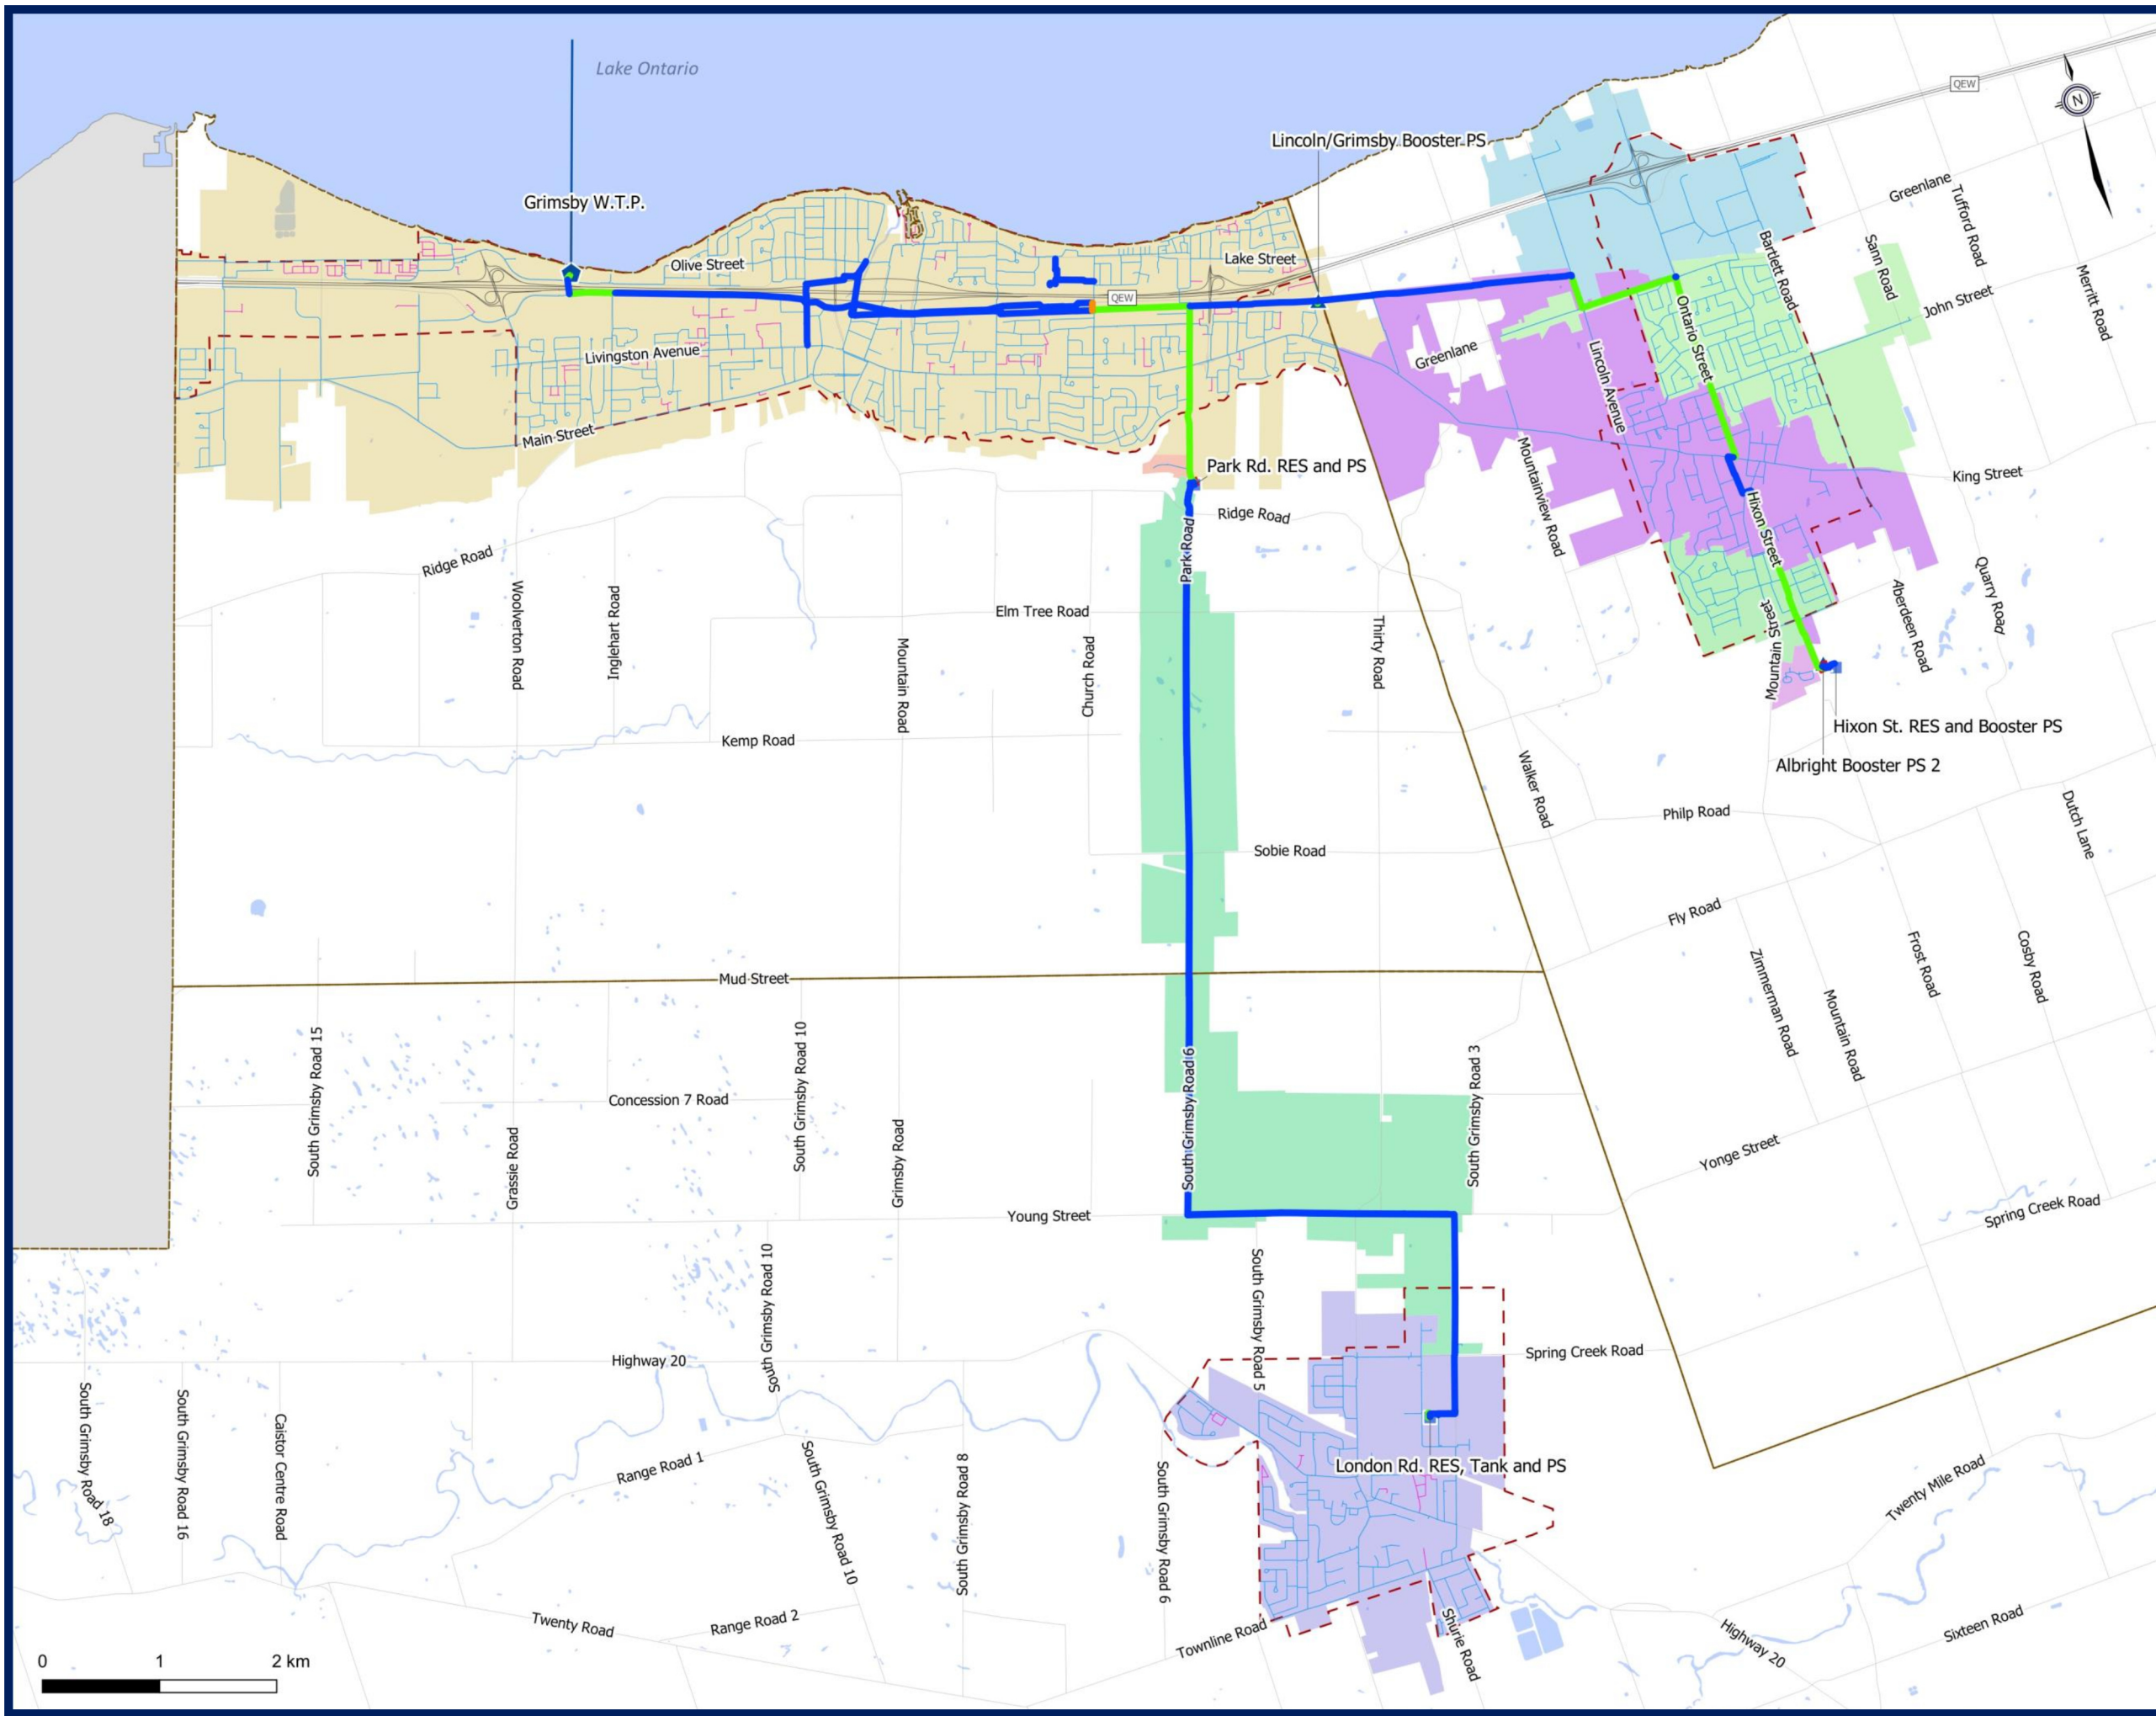 Lake Ontario
QEW
N
Lincoln/Grimsby Booster PS
Grimsby W.T.P.
Greenlane
Tufford Road
Sann Road
Bartlett Road
Merritt Road
Olive Street
Lake Street
QEW
John Street
Ontario Street
Livingston Avenue
Greenlane
Lincoln Avenue
Main Street
Mountainview Road
King Street
Park Rd. RES and PS
Ridge Road
Park Road
Hixon Street
Ridge Road
Woolverton Road
Inglehart Road
Elm Tree Road
Mountain Road
Church Road
Thirty Road
Mountain Street
Aberdeen Road
Quarry Road
Kemp Road
Hixon St. RES and Booster PS
Albright Booster PS 2
Walker Road
Philp Road
Dutch Lane
Sobie Road
Fly Road
Zimmerman Road
Mountain Road
Frost Road
Cosby Road
Mud Street
South Grimsby Road 15
South Grimsby Road 10
South Grimsby Road 6
South Grimsby Road 3
Concession 7 Road
Grassie Road
Grimsby Road
Yonge Street
Young Street
Spring Creek Road
South Grimsby Road 10
South Grimsby Road 5
Highway 20
Spring Creek Road
South Grimsby Road 18
South Grimsby Road 16
Caistor Centre Road
Range Road 1
South Grimsby Road 10
South Grimsby Road 8
South Grimsby Road 6
London Rd. RES, Tank and PS
Twenty Mile Road
Twenty Road
Range Road 2
Townline Road
Shurie Road
Highway 20
Sixteen Road
0 1 2 km